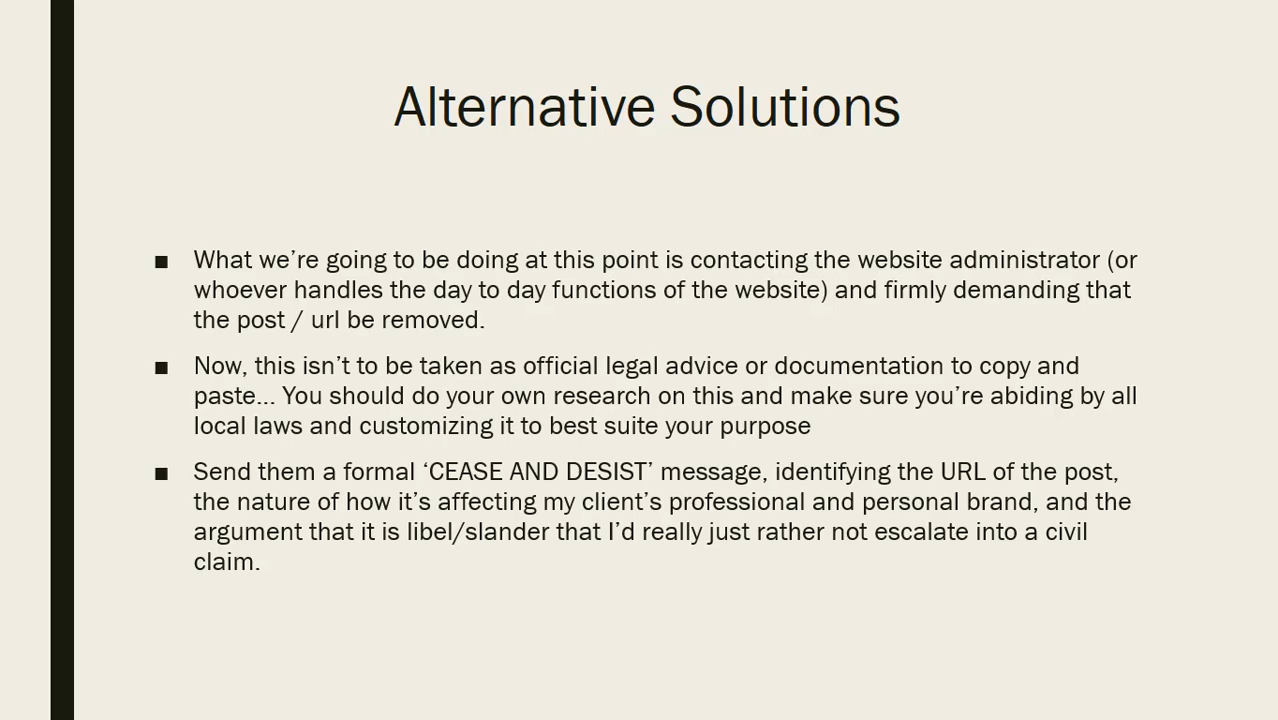 Alternative Solutions
■ What we’re going to be doing at this point is contacting the website administrator (or
whoever handles the day to day functions of the website) and firmly demanding that
the post / url be removed.
■ Now, this isn’t to be taken as official legal advice or documentation to copy and
paste... You should do your own research on this and make sure you’re abiding by all
local laws and customizing it to best suite your purpose
■ Send them a formal ‘CEASE AND DESIST’ message, identifying the URL of the post,
the nature of how it’s affecting my client’s professional and personal brand, and the
argument that it is libel/slander that I’d really just rather not escalate into a civil
claim.